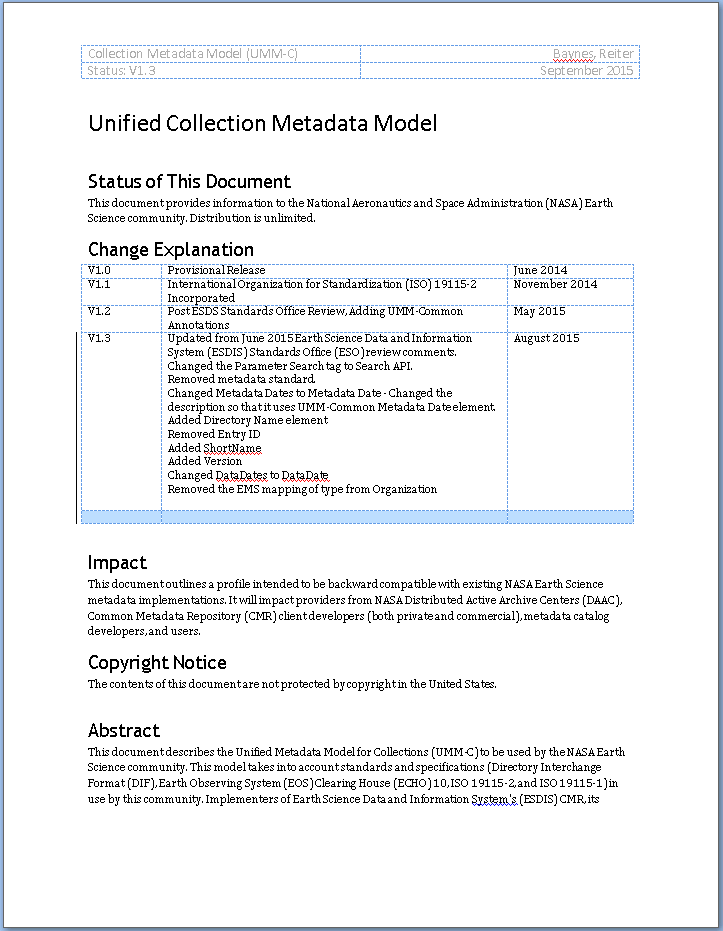 Collection Metadata Model (UMM-C) Baynes, Reiter
Status: V1.3 September 2015
Unified Collection Metadata Model
Status of This Document
This document provides information to the National Aeronautics and Space Administration (NASA) Earth
Science community. Distribution is unlimited.
Change Explanation
V1.0 Provisional Release June 2014
V1.1 International Organization for Standardization (ISO) 19115-2 November 2014
Incorporated
V1.2 Post ESDS Standards Office Review, Adding UMM-Common May 2015
Annotations
V1.3 Updated from June 2015 Earth Science Data and Information August 2015
System (ESDIS) Standards Office (ESO) review comments.
Changed the Parameter Search tag to Search API.
Removed metadata standard.
Changed Metadata Dates to Metadata Date - Changed the
description so that it uses UMM-Common Metadata Date element.
Added Directory Name element
Removed Entry ID
Added ShortName
Added Version
Changed DataDates to DataDate
Removed the EMS mapping of type from Organization
Impact
This document outlines a profile intended to be backward compatible with existing NASA Earth Science
metadata implementations. It will impact providers from NASA Distributed Active Archive Centers (DAAC),
Common Metadata Repository (CMR) client developers (both private and commercial), metadata catalog
developers, and users.
Copyright Notice
The contents of this document are not protected by copyright in the United States.
Abstract
This document describes the Unified Metadata Model for Collections (UMM-C) to be used by the NASA Earth
Science community. This model takes into account standards and specifications (Directory Interchange
Format (DIF), Earth Observing System (EOS) Clearing House (ECHO) 10, ISO 19115-2, and ISO 19115-1) in
use by this community. Implementers of Earth Science Data and Information System's (ESDIS) CMR, its